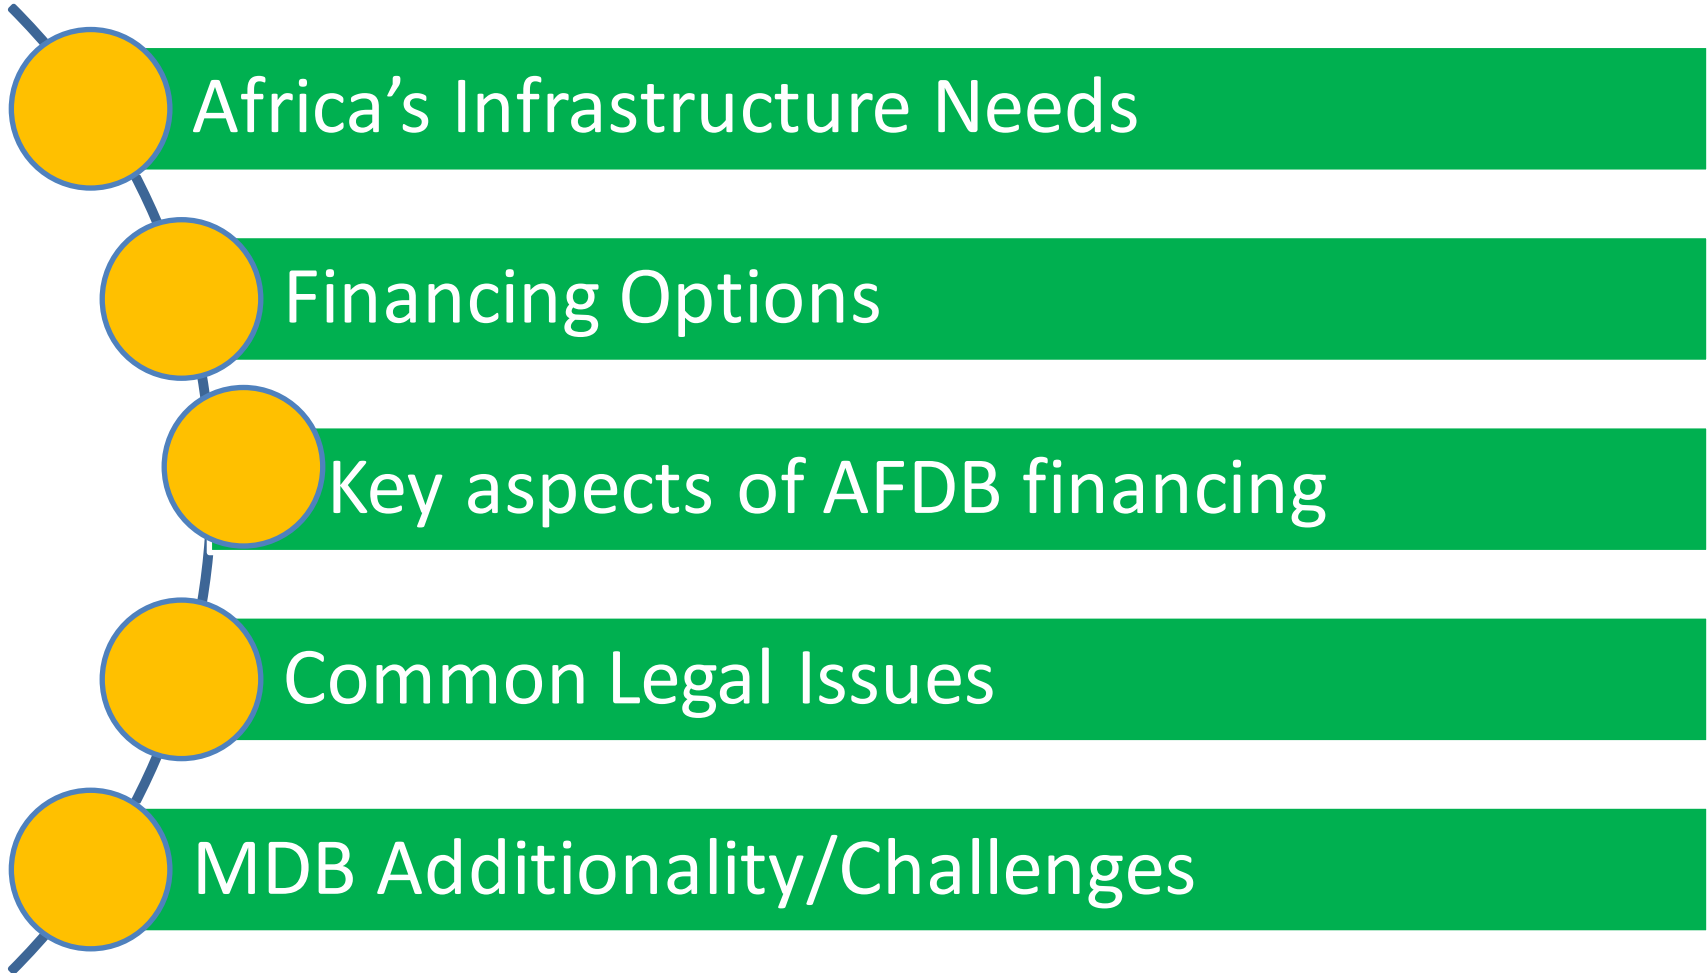 Africa’s Infrastructure Needs
Financing Options
Key aspects of AFDB financing
Common Legal Issues
MDB Additionality/Challenges